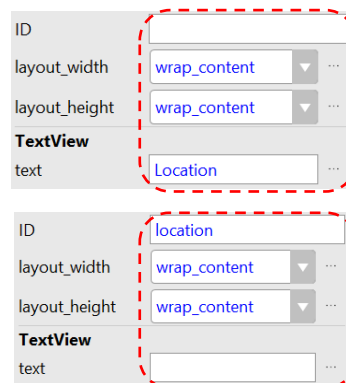 ID
layout_width wrap_content ...
layout_height wrap_content ...
TextView
text Location ...
ID location
layout_width wrap_content ...
layout_height wrap_content ...
TextView
text ...